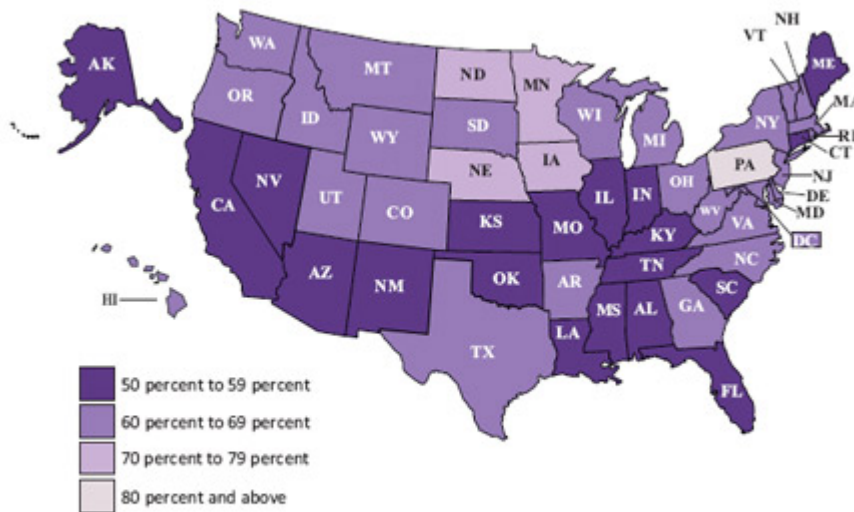 NH
VT
AK
ME
WA
MT
ND
MN
MA
OR
ID
WI
NY
SD
MI
RI
WY
CT
PA
IA
NE
NJ
OH
NV
UT
IL
IN
DE
CA
CO
WV
MD
VA
KS
MO
KY
DC
NC
TN
AZ
OK
NM
AR
SC
HI
MS
AL
GA
LA
TX
50 percent to 59 percent
FL
60 percent to 69 percent
70 percent to 79 percent
80 percent and above